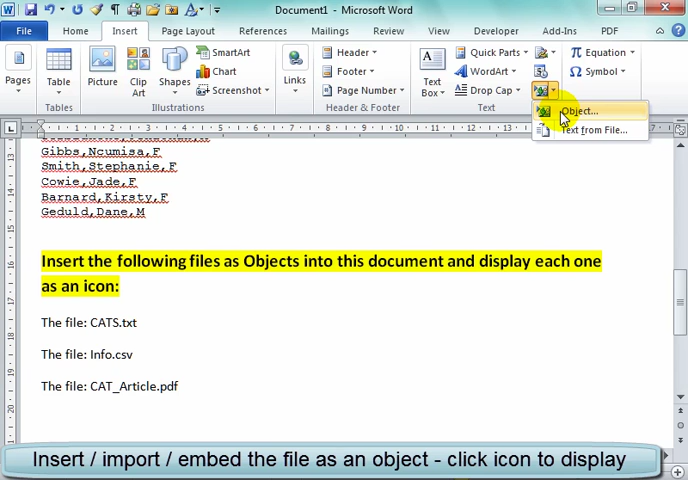 Document1 - Microsoft Word
File Home Insert Page Layout References Mailings Review View Developer Add-Ins PDF
Pages
Table
Tables
Picture
Clip Art
Shapes
SmartArt
Chart
Screenshot
Illustrations
Links
Header
Footer
Page Number
Header & Footer
Text Box
Quick Parts
WordArt
Drop Cap
Text
Equation
Symbol
Object...
Text from File...
Gibbs,Ncumisa,F
Smith,Stephanie,F
Cowie,Jade,F
Barnard,Kirsty,F
Geduld,Dane,M
Insert the following files as Objects into this document and display each one
as an icon:
The file: CATS.txt
The file: Info.csv
The file: CAT_Article.pdf
Insert / import / embed the file as an object - click icon to display